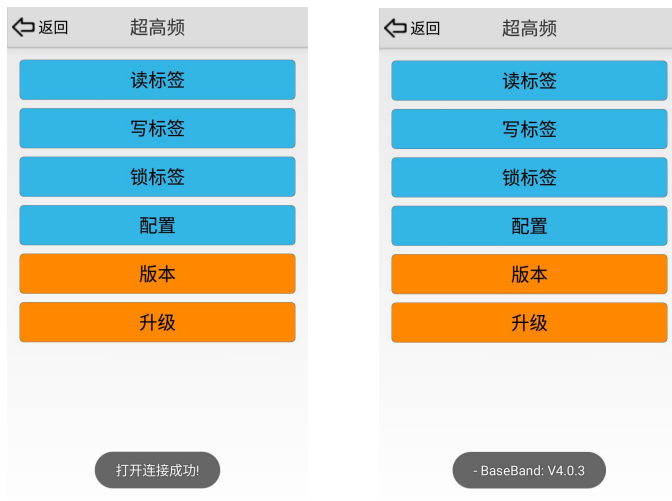 返回 超高频
读标签
写标签
锁标签
配置
版本
升级
打开连接成功!
返回 超高频
读标签
写标签
锁标签
配置
版本
升级
- BaseBand: V4.0.3